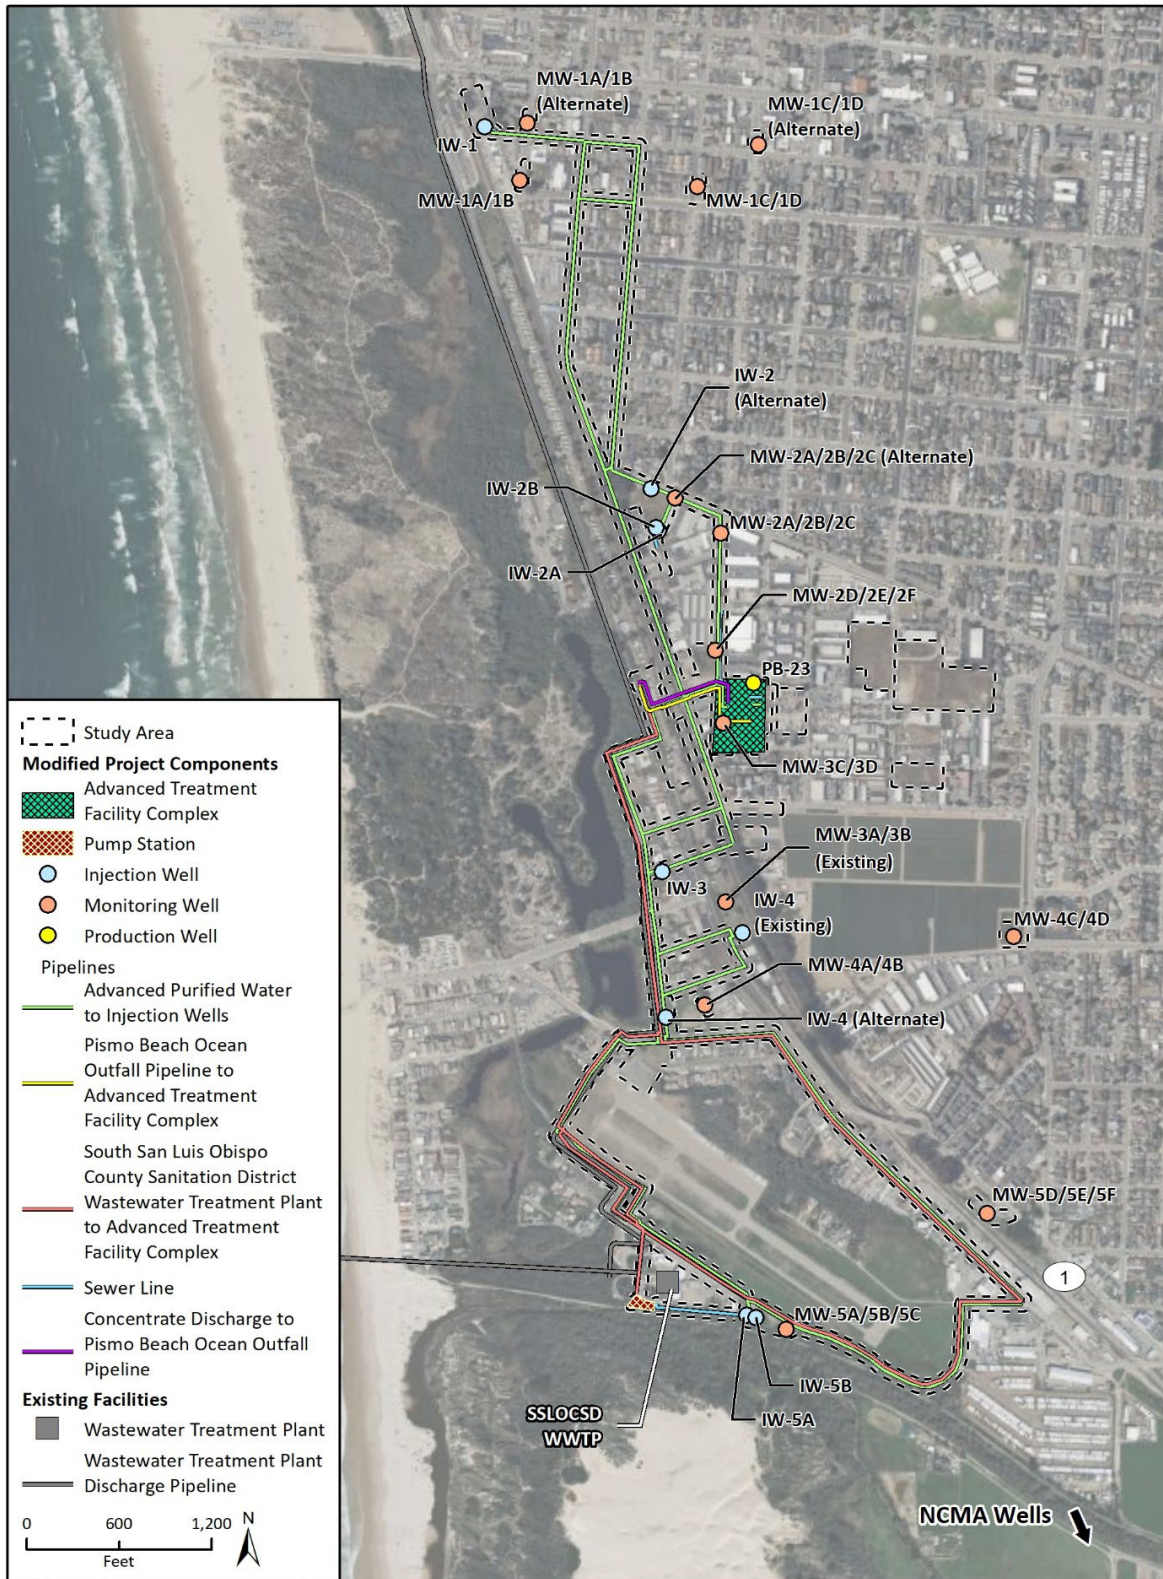 MW-1A/1B
(Alternate)
MW-1C/1D
(Alternate)
IW-1
MW-1A/1B
MW-1C/1D
IW-2
(Alternate)
MW-2A/2B/2C (Alternate)
IW-2B
MW-2A/2B/2C
IW-2A
MW-2D/2E/2F
PB-23
MW-3C/3D
MW-3A/3B
(Existing)
IW-3
IW-4
(Existing)
MW-4C/4D
MW-4A/4B
IW-4 (Alternate)
MW-5D/5E/5F
1
MW-5A/5B/5C
IW-5B
IW-5A
SSLOCSD
WWTP
NCMA Wells
Study Area
Modified Project Components
Advanced Treatment
Facility Complex
Pump Station
Injection Well
Monitoring Well
Production Well
Pipelines
Advanced Purified Water
to Injection Wells
Pismo Beach Ocean
Outfall Pipeline to
Advanced Treatment
Facility Complex
South San Luis Obispo
County Sanitation District
Wastewater Treatment Plant
to Advanced Treatment
Facility Complex
Sewer Line
Concentrate Discharge to
Pismo Beach Ocean Outfall
Pipeline
Existing Facilities
Wastewater Treatment Plant
Wastewater Treatment Plant
Discharge Pipeline
0 600 1,200
Feet
N